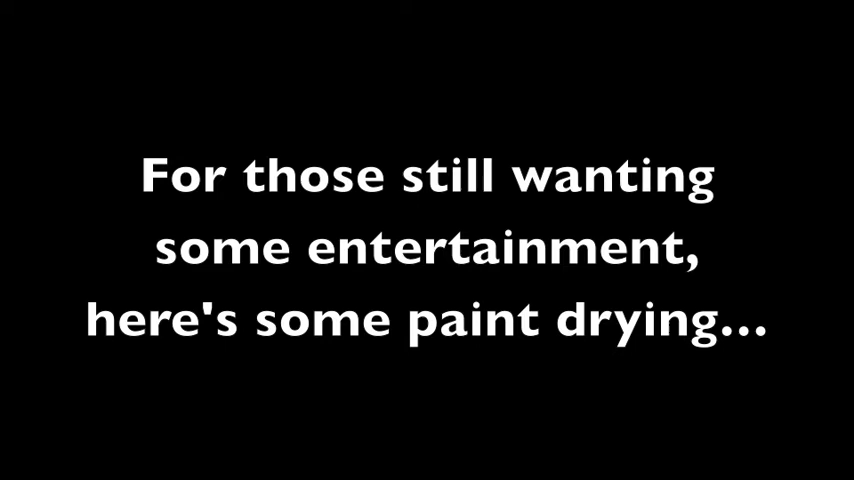 For those still wanting
some entertainment,
here's some paint drying...